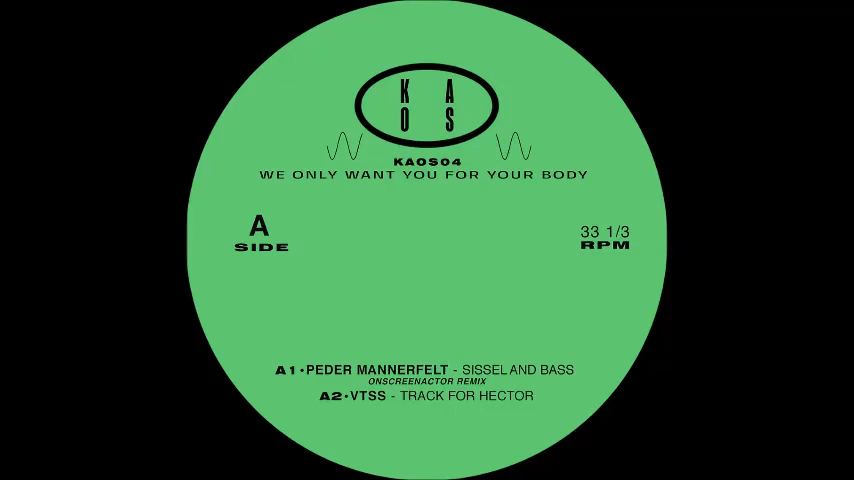 K A
O S
KAOS04
WE ONLY WANT YOU FOR YOUR BODY
A
SIDE
33 1/3
RPM
A1•PEDER MANNERFELT - SISSEL AND BASS
ONSCREENACTOR REMIX
A2•VTSS - TRACK FOR HECTOR